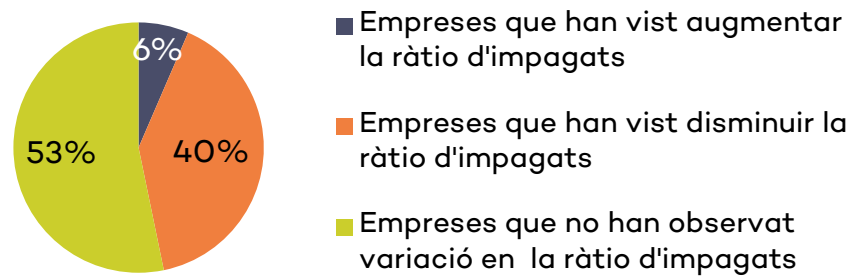 6%
53%
40%
Empreses que han vist augmentar
la ràtio d'impagats
Empreses que han vist disminuir la
ràtio d'impagats
Empreses que no han observat
variació en  la ràtio d'impagats